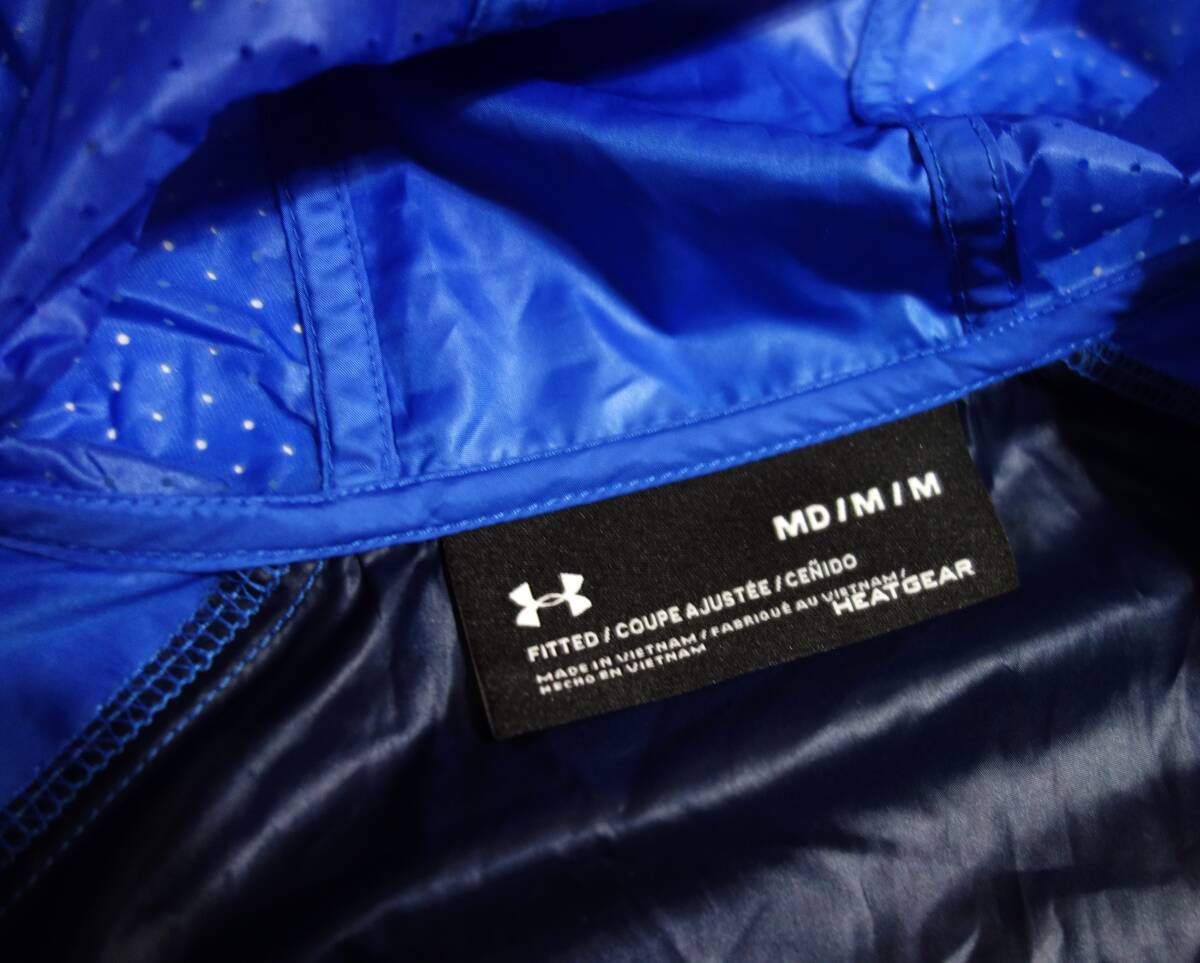 MD / M / M
FITTED / COUPE AJUSTÉE / CEÑIDO
MADE IN VIETNAM / FABRIQUÉ AU VIETNAM /
HECHO EN VIETNAM
HEATGEAR